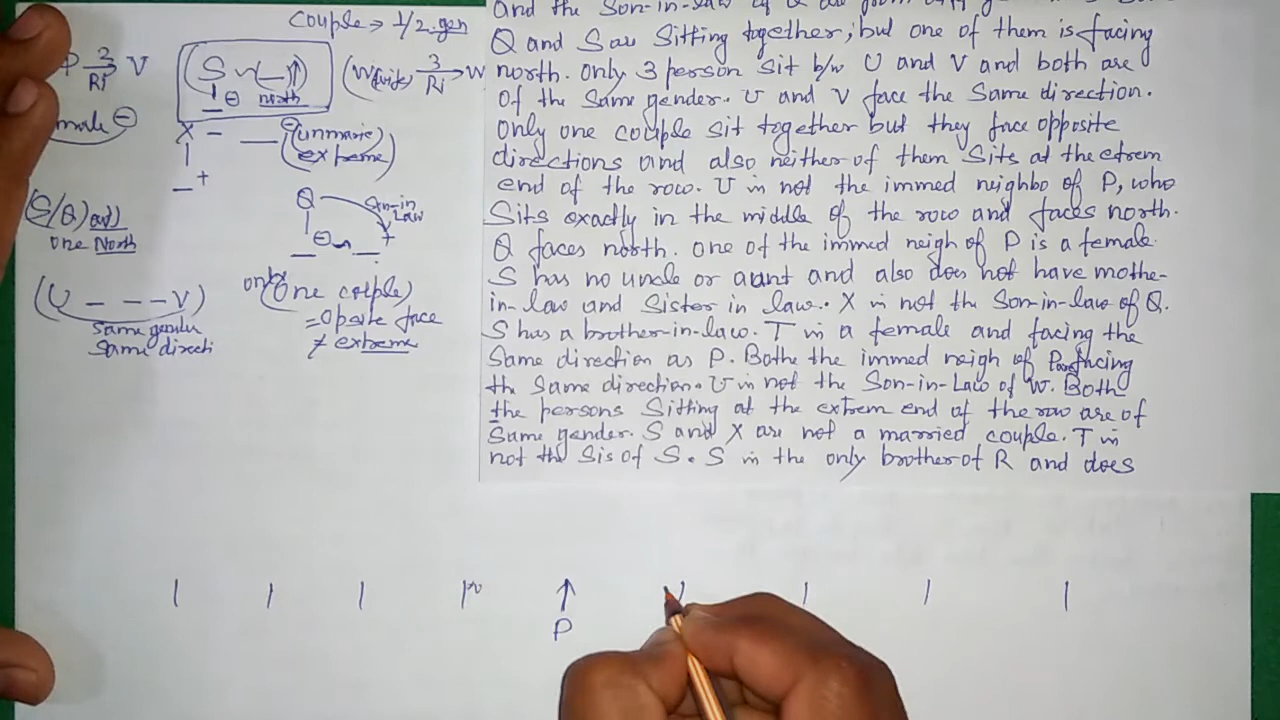 Couple → 1/2.gen
P 3/Ri V
S
north
(W(wife) 3/Ri → W
male
X - (unmarie)
extreme
(S/Q) adj
one North
Q Son-in Law
(U - - - V)
Same gender
Same directi
only (One couple)
= Oposite face
≠ extreme
And the Son-in-law of Q
Q and S are Sitting together, but one of them is facing
north. Only 3 person sit b/w U and V and both are
of the Same gender. U and V face the Same direction.
Only one couple sit together but they face opposite
directions and also neither of them Sits at the etrem
end of the row. U is not the immed neighbo of P, who
Sits exactly in the middle of the row and faces north.
Q faces north. One of the immed neigh of P is a female.
S has no uncle or aunt and also does not have mothe-
in-law and Sister in law. X is not the Son-in-law of Q.
S has a brother-in-law. T is a female and facing the
Same direction as P. Bothe the immed neigh of P are facing
the Same direction. U is not the Son-in-Law of W. Both
the persons Sitting at the extrem end of the row are of
Same gender. S and X are not a married couple. T is
not the Sis of S. S is the only brother of R and does
P